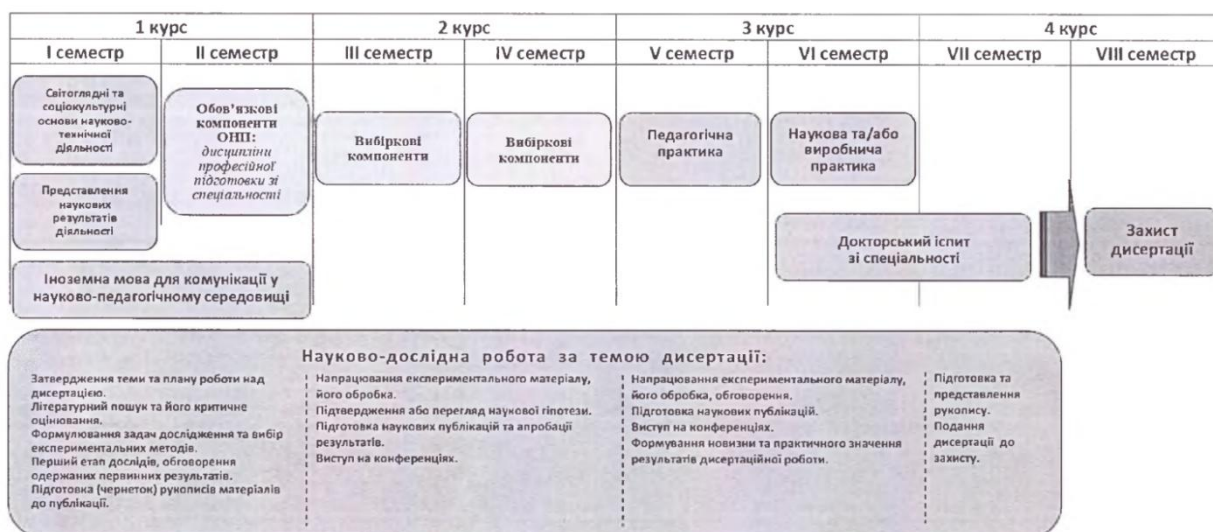 1 курс
2 курс
3 курс
4 курс
I семестр
II семестр
III семестр
IV семестр
V семестр
VI семестр
VII семестр
VIII семестр
Світоглядні та
соціокультурні
основи науково-
технічної
діяльності
Представлення
наукових
результатів
діяльності
Обов'язкові
компоненти
ОНП:
дисципліни
професійної
підготовки зі
спеціальності
Іноземна мова для комунікації у
науково-педагогічному середовищі
Вибіркові
компоненти
Вибіркові
компоненти
Педагогічна
практика
Наукова та/або
виробнича
практика
Докторський іспит
зі спеціальності
Захист
дисертації
Науково-дослідна робота за темою дисертації:
Затвердження теми та плану роботи над
дисертацією.
Літературний пошук та його критичне
оцінювання.
Формулювання задач дослідження та вибір
експериментальних методів.
Перший етап дослідів, обговорення
одержаних первинних результатів.
Підготовка (чернеток) рукописів матеріалів
до публікації.
Напрацювання експериментального матеріалу,
його обробка.
Підтвердження або перегляд наукової гіпотези.
Підготовка наукових публікацій та апробації
результатів.
Виступ на конференціях.
Напрацювання експериментального матеріалу,
його обробка, обговорення.
Підготовка наукових публікацій.
Виступ на конференціях.
Формування новизни та практичного значення
результатів дисертаційної роботи.
Підготовка та
представлення
рукопису.
Подання
дисертації до
захисту.